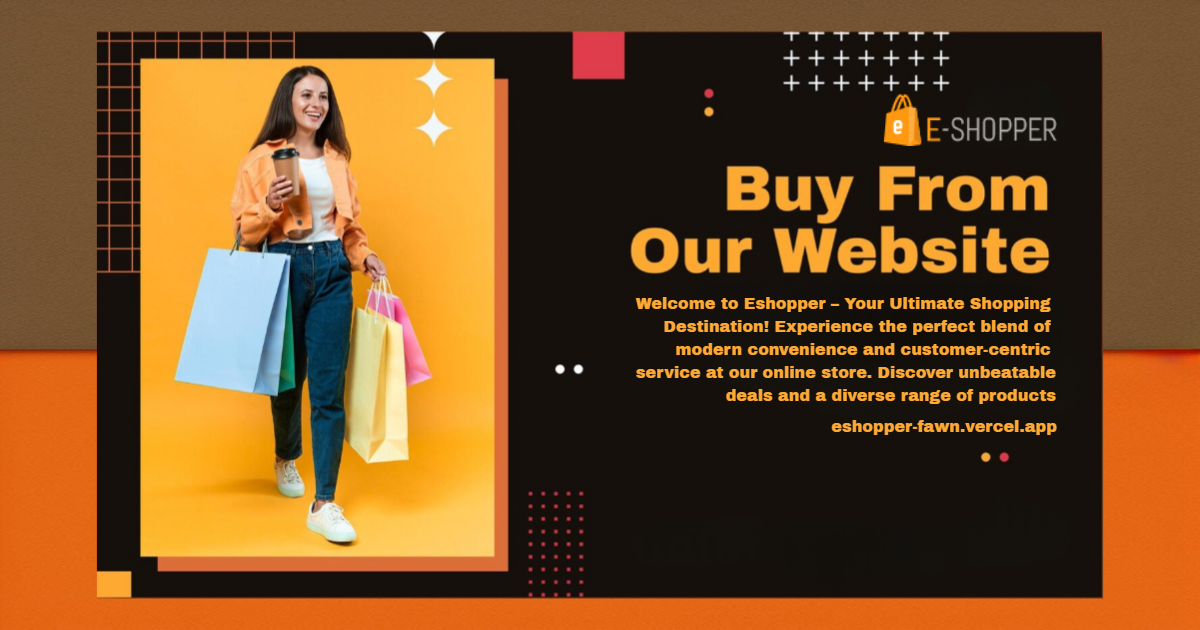 e E-SHOPPER
Buy From
Our Website
Welcome to Eshopper – Your Ultimate Shopping
Destination! Experience the perfect blend of
modern convenience and customer-centric
service at our online store. Discover unbeatable
deals and a diverse range of products
eshopper-fawn.vercel.app